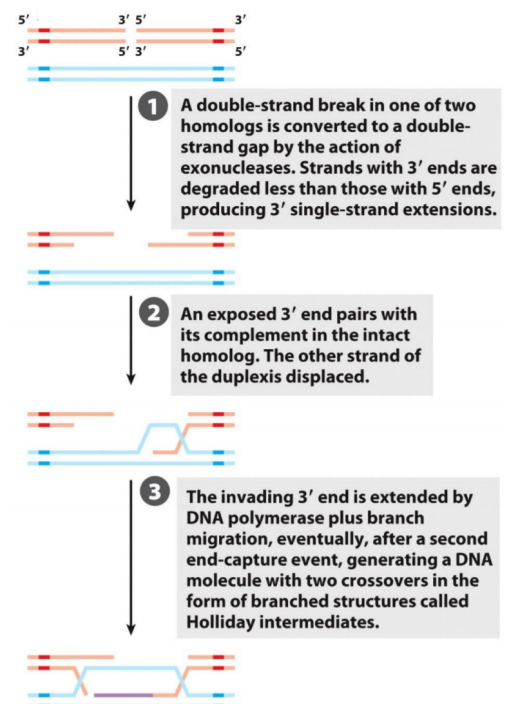 5′ 3′ 5′ 3′
3′ 5′ 3′ 5′
1 A double-strand break in one of two
homologs is converted to a double-
strand gap by the action of
exonucleases. Strands with 3′ ends are
degraded less than those with 5′ ends,
producing 3′ single-strand extensions.
2 An exposed 3′ end pairs with
its complement in the intact
homolog. The other strand of
the duplexis displaced.
3 The invading 3′ end is extended by
DNA polymerase plus branch
migration, eventually, after a second
end-capture event, generating a DNA
molecule with two crossovers in the
form of branched structures called
Holliday intermediates.